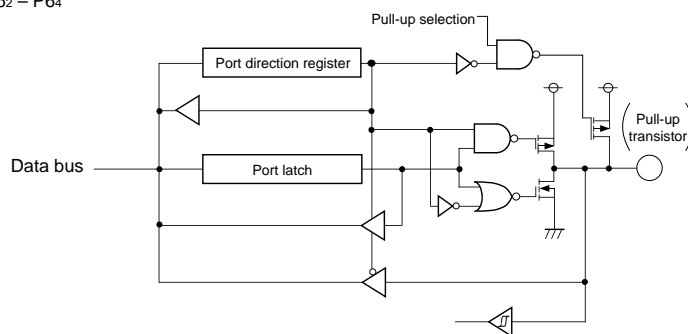 P62 – P64
Pull-up selection
Port direction register
Pull-up
transistor
Data bus
Port latch